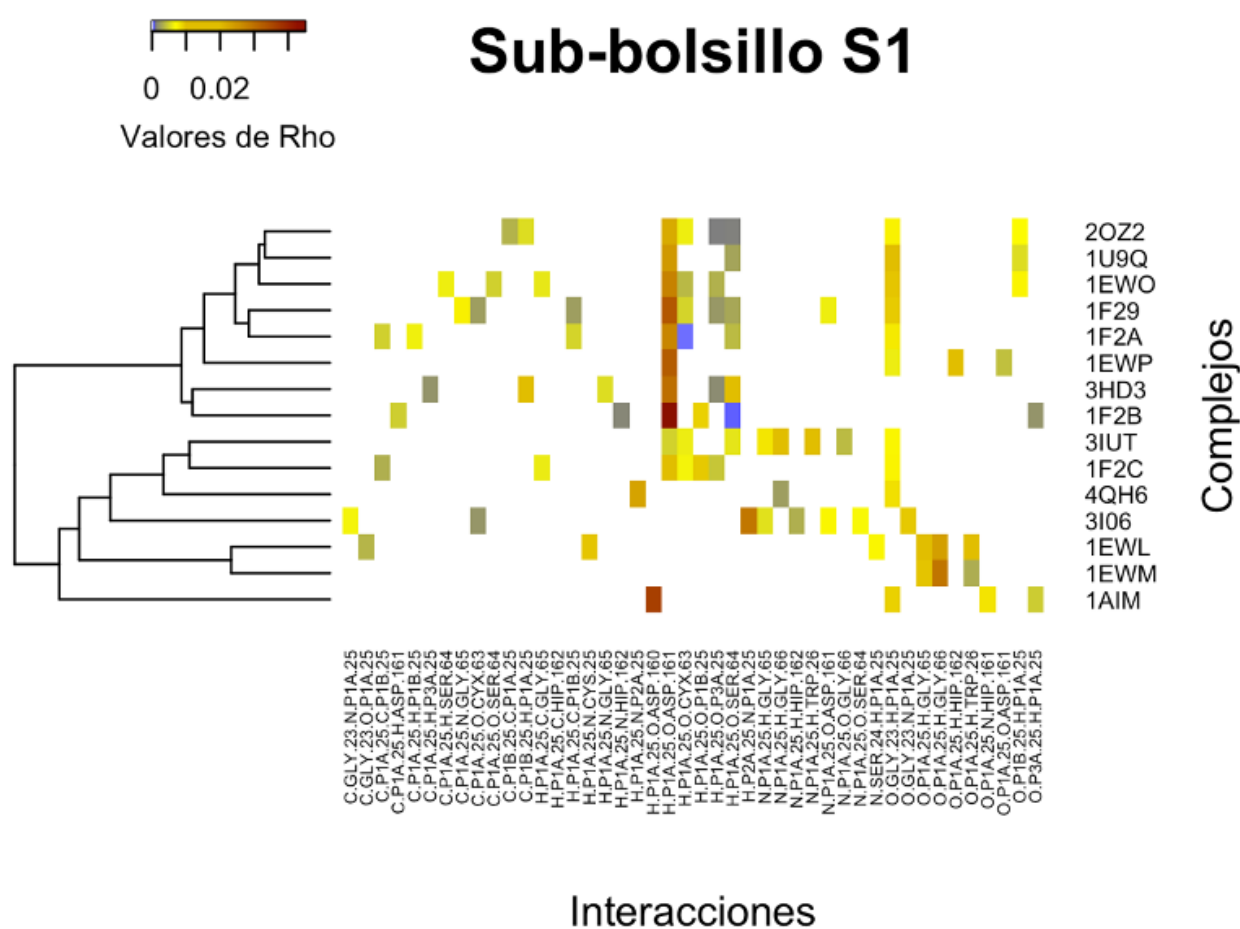 Sub-bolsillo S1
0 0.02
Valores de Rho
2OZ2
1U9Q
1EWO
1F29
1F2A
1EWP
3HD3
1F2B
3IUT
1F2C
4QH6
3I06
1EWL
1EWM
1AIM
Complejos
C.GLY.23.N.P1A.25
C.GLY.23.O.P1A.25
C.P1A.25.C.P1B.25
C.P1A.25.H.ASP.161
C.P1A.25.H.P1B.25
C.P1A.25.H.P3A.25
C.P1A.25.H.SER.64
C.P1A.25.N.GLY.65
C.P1A.25.O.CYX.63
C.P1A.25.O.SER.64
C.P1B.25.C.P1A.25
C.P1B.25.H.P1A.25
H.P1A.25.C.GLY.65
H.P1A.25.C.HIP.162
H.P1A.25.C.P1B.25
H.P1A.25.N.CYS.25
H.P1A.25.N.GLY.65
H.P1A.25.N.HIP.162
H.P1A.25.N.P2A.25
H.P1A.25.O.ASP.160
H.P1A.25.O.ASP.161
H.P1A.25.O.CYX.63
H.P1A.25.O.P1B.25
H.P1A.25.O.P3A.25
H.P1A.25.O.SER.64
H.P2A.25.N.P1A.25
N.P1A.25.H.GLY.65
N.P1A.25.H.GLY.66
N.P1A.25.H.HIP.162
N.P1A.25.H.TRP.26
N.P1A.25.O.ASP.161
N.P1A.25.O.GLY.66
N.P1A.25.O.SER.64
N.SER.24.H.P1A.25
O.GLY.23.H.P1A.25
O.GLY.23.N.P1A.25
O.P1A.25.H.GLY.65
O.P1A.25.H.GLY.66
O.P1A.25.H.HIP.162
O.P1A.25.H.TRP.26
O.P1A.25.N.HIP.161
O.P1A.25.O.ASP.161
O.P1B.25.H.P1A.25
O.P3A.25.H.P1A.25
Interacciones